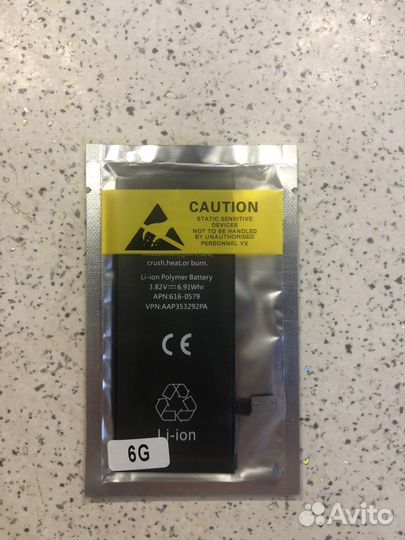 CAUTION
STATIC SENSITIVE
DEVICES
NOT TO BE HANDLED
BY UNAUTHORISED
PERSONNEL YX
crush,heat,or burn.
Li-ion Polymer Battery
3.82V⎓6.91Whr
APN:616-0579
VPN:AAP353292PA
CE
Li-ion
6G
Avito